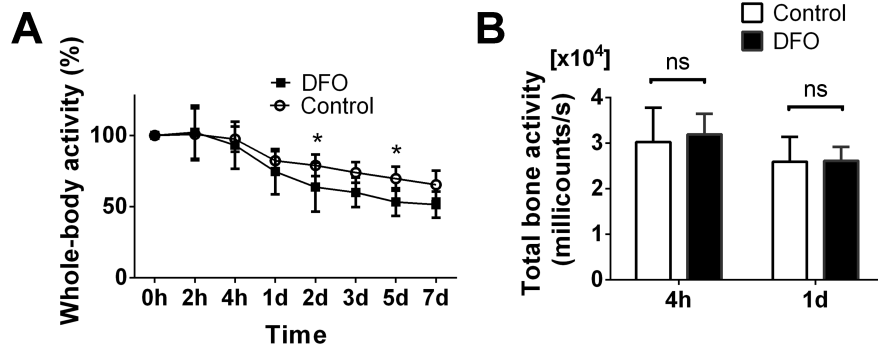 A
Whole-body activity (%)
DFO
Control
100
50
0
* *
0h 2h 4h 1d 2d 3d 5d 7d
Time
B
Control
DFO
[x10⁴]
Total bone activity
(millicounts/s)
ns
ns
4
3
2
1
0
4h 1d